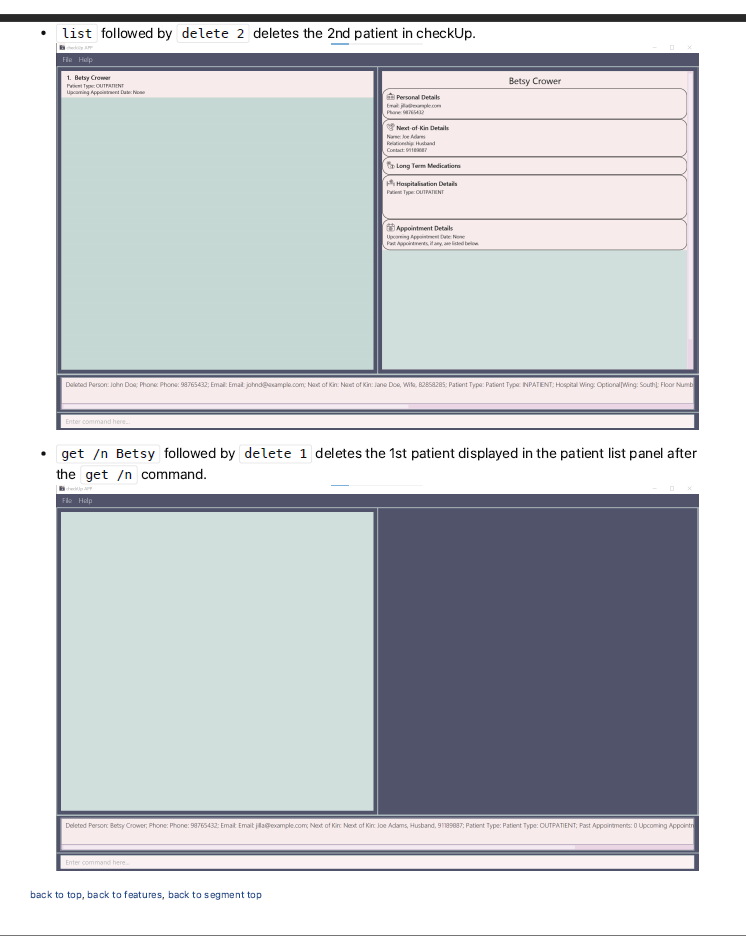 • list followed by delete 2 deletes the 2nd patient in checkUp.
checkUp APP
File Help
1. Betsy Crower
Patient Type: OUTPATIENT
Upcoming Appointment Date: None
Betsy Crower
Personal Details
Email: jilla@example.com
Phone: 98765432
Next-of-Kin Details
Name: Joe Adams
Relationship: Husband
Contact: 91189887
Long Term Medications
Hospitalisation Details
Patient Type: OUTPATIENT
Appointment Details
Upcoming Appointment Date: None
Past Appointments, if any, are listed below.
Deleted Person: John Doe; Phone: Phone: 98765432; Email: Email: johnd@example.com; Next of Kin: Next of Kin: Jane Doe, Wife, 82858285; Patient Type: Patient Type: INPATIENT; Hospital Wing: Optional[Wing: South]; Floor Numb
Enter command here...
• get /n Betsy followed by delete 1 deletes the 1st patient displayed in the patient list panel after
the get /n command.
checkUp APP
File Help
Deleted Person: Betsy Crower; Phone: Phone: 98765432; Email: Email: jilla@example.com; Next of Kin: Next of Kin: Joe Adams, Husband, 91189887; Patient Type: Patient Type: OUTPATIENT; Past Appointments: 0 Upcoming Appointm
Enter command here...
back to top, back to features, back to segment top